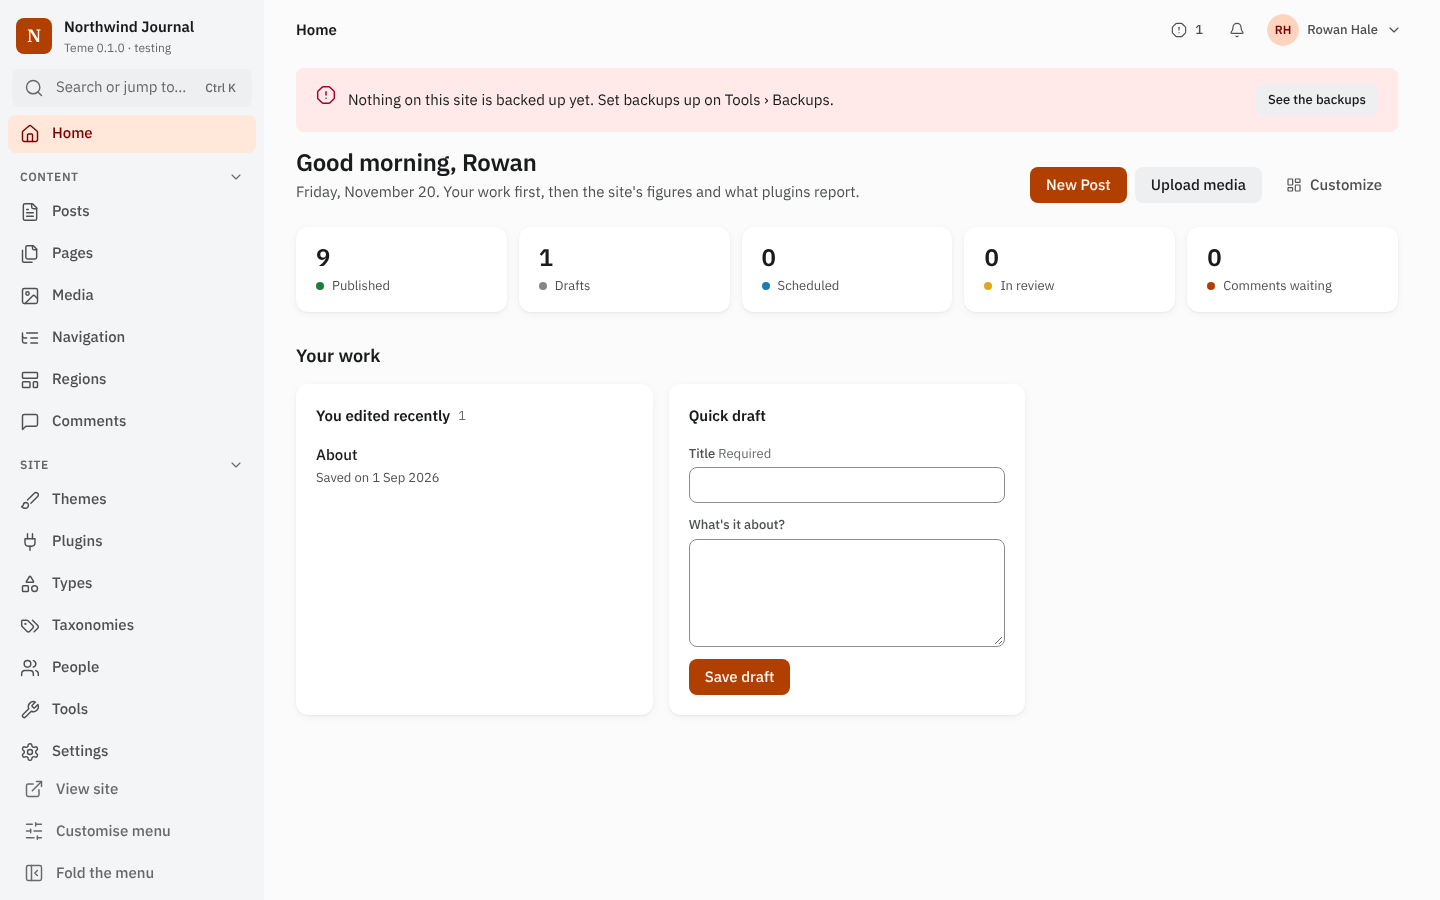 N
Northwind Journal
Teme 0.1.0 · testing
Search or jump to... Ctrl K
Home
CONTENT
Posts
Pages
Media
Navigation
Regions
Comments
SITE
Themes
Plugins
Types
Taxonomies
People
Tools
Settings
View site
Customise menu
Fold the menu
Home
1
RH Rowan Hale
Nothing on this site is backed up yet. Set backups up on Tools › Backups.
See the backups
Good morning, Rowan
Friday, November 20. Your work first, then the site's figures and what plugins report.
New Post
Upload media
Customize
9
Published
1
Drafts
0
Scheduled
0
In review
0
Comments waiting
Your work
You edited recently 1
About
Saved on 1 Sep 2026
Quick draft
Title Required
What's it about?
Save draft